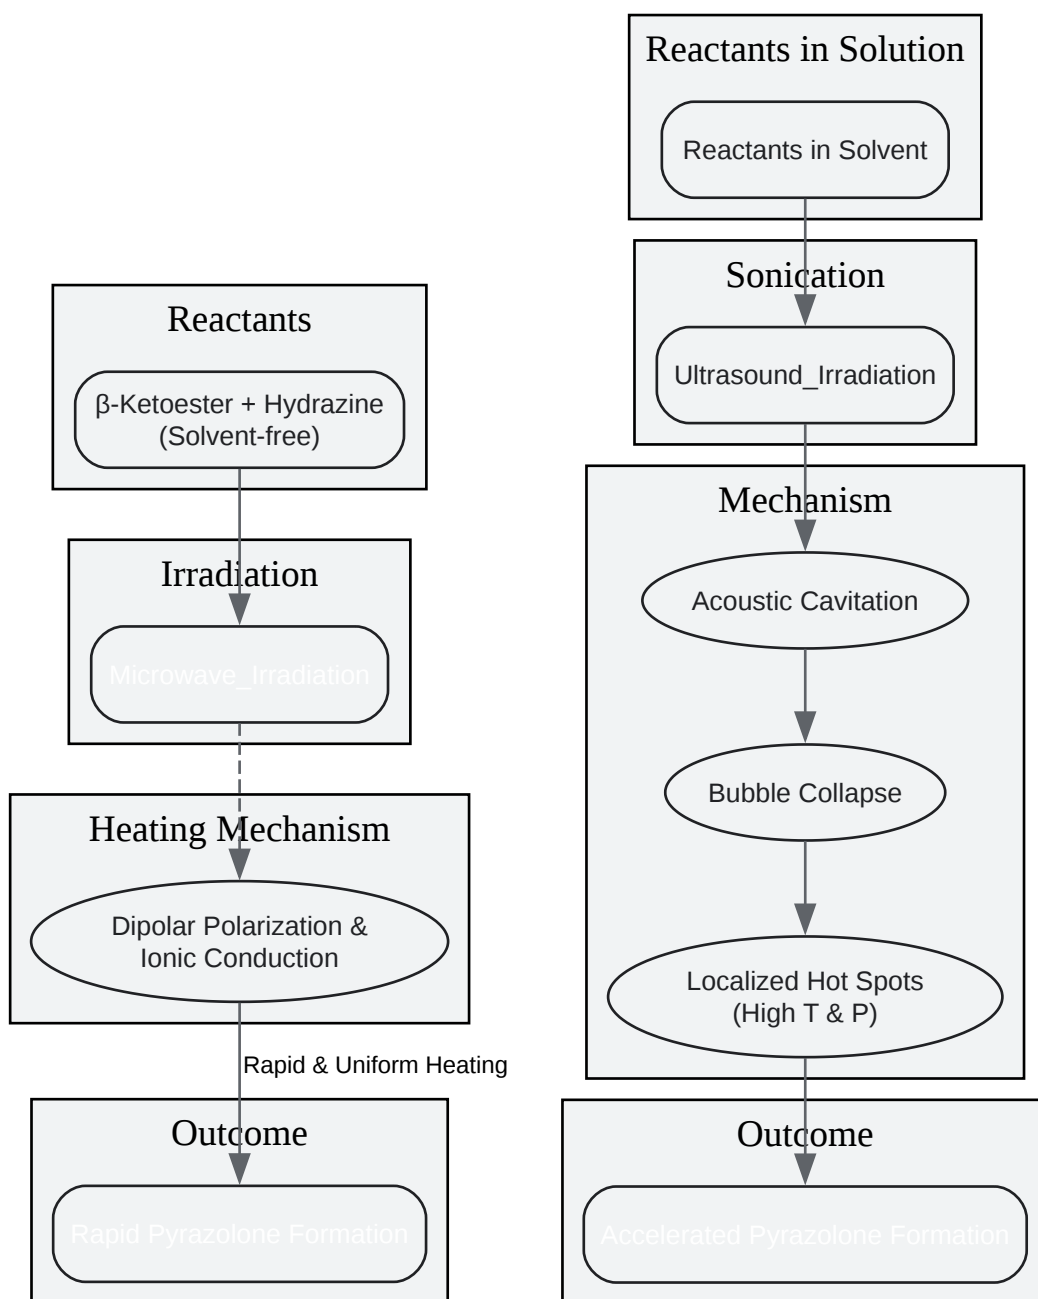 Reactants
β-Ketoester + Hydrazine
(Solvent-free)
Irradiation
Microwave_Irradiation
Heating Mechanism
Dipolar Polarization &
Ionic Conduction
Rapid & Uniform Heating
Outcome
Rapid Pyrazolone Formation
Reactants in Solution
Reactants in Solvent
Sonication
Ultrasound_Irradiation
Mechanism
Acoustic Cavitation
Bubble Collapse
Localized Hot Spots
(High T & P)
Outcome
Accelerated Pyrazolone Formation